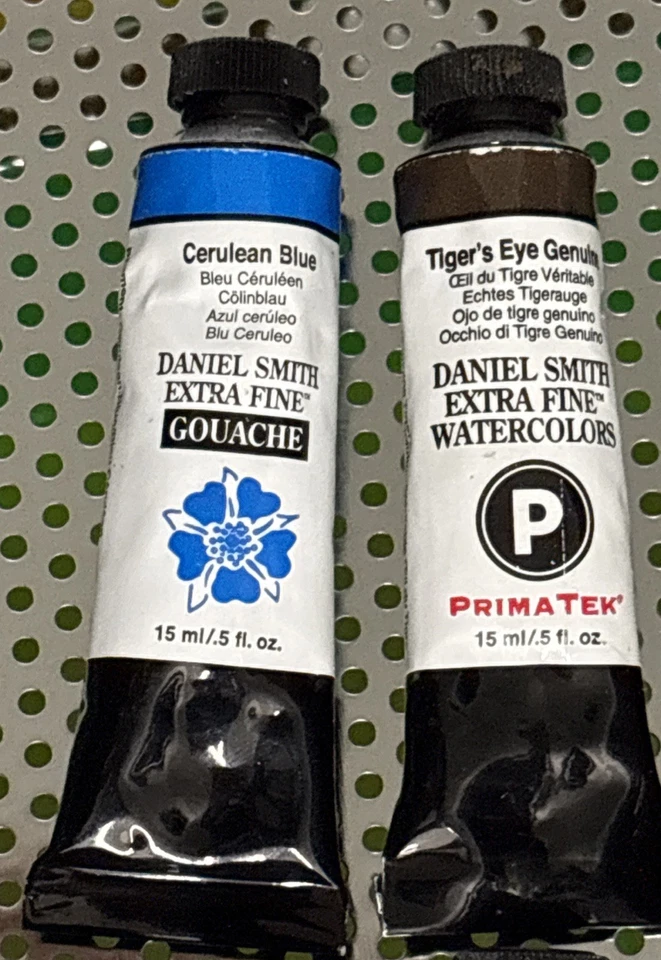 Cerulean Blue
Bleu Céruléen
Cölinblau
Azul cerúleo
Blu Ceruleo
DANIEL SMITH
EXTRA FINE™
GOUACHE
15 ml/.5 fl. oz.
Tiger's Eye Genuine
Œil du Tigre Véritable
Echtes Tigerauge
Ojo de tigre genuino
Occhio di Tigre Genuino
DANIEL SMITH
EXTRA FINE™
WATERCOLORS
P
PRIMATEK®
15 ml/.5 fl. oz.